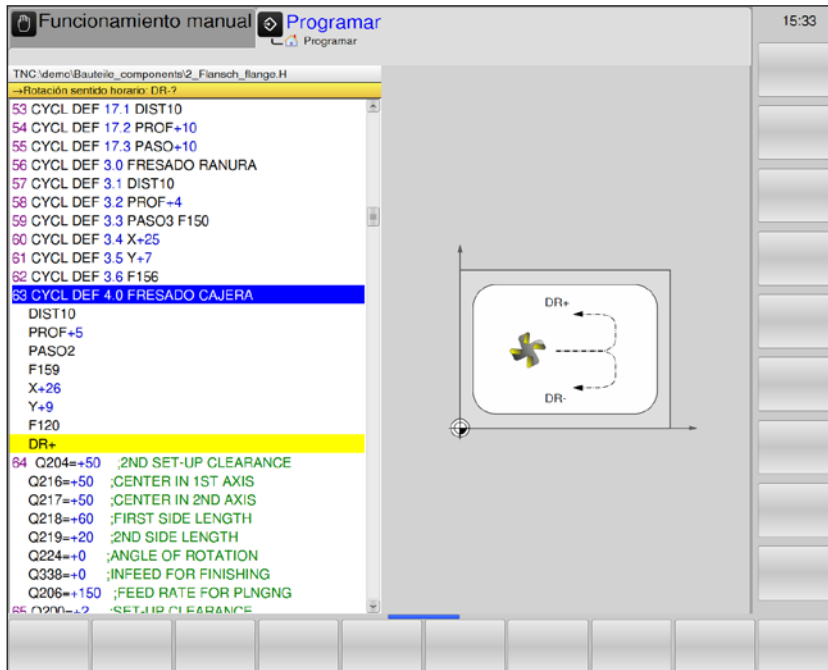 Funcionamiento manual
Programar
Programar
15:33
TNC:\demo\Bauteile_components\2_Flansch_flange.H
→Rotación sentido horario: DR-?
53 CYCL DEF 17.1 DIST10
54 CYCL DEF 17.2 PROF+10
55 CYCL DEF 17.3 PASO+10
56 CYCL DEF 3.0 FRESADO RANURA
57 CYCL DEF 3.1 DIST10
58 CYCL DEF 3.2 PROF+4
59 CYCL DEF 3.3 PASO3 F150
60 CYCL DEF 3.4 X+25
61 CYCL DEF 3.5 Y+7
62 CYCL DEF 3.6 F156
63 CYCL DEF 4.0 FRESADO CAJERA
DIST10
PROF+5
PASO2
F159
X+26
Y+9
F120
DR+
64 Q204=+50 ;2ND SET-UP CLEARANCE
Q216=+50 ;CENTER IN 1ST AXIS
Q217=+50 ;CENTER IN 2ND AXIS
Q218=+60 ;FIRST SIDE LENGTH
Q219=+20 ;2ND SIDE LENGTH
Q224=+0 ;ANGLE OF ROTATION
Q338=+0 ;INFEED FOR FINISHING
Q206=+150 ;FEED RATE FOR PLNGNG
65 Q200=+2 ;SET-UP CLEARANCE
DR+
DR-